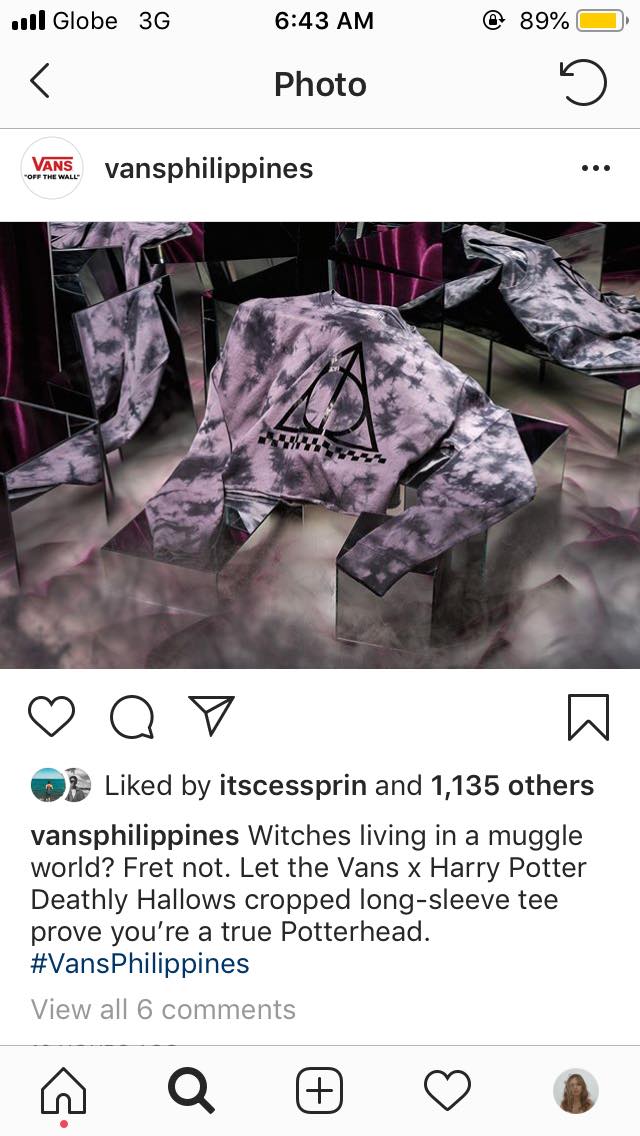 Globe 3G 6:43 AM 89%
Photo
VANS
"OFF THE WALL"
vansphilippines
Liked by itscessprin and 1,135 others
vansphilippines Witches living in a muggle
world? Fret not. Let the Vans x Harry Potter
Deathly Hallows cropped long-sleeve tee
prove you're a true Potterhead.
#VansPhilippines
View all 6 comments